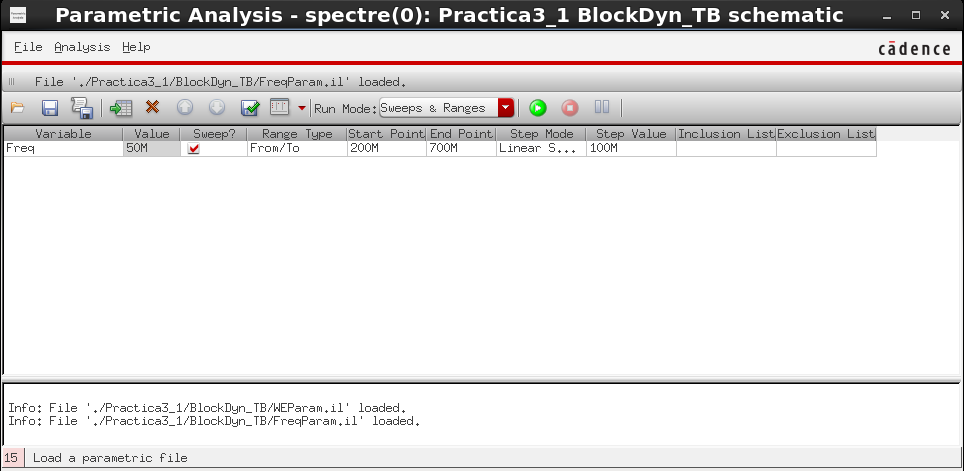 Parametric Analysis - spectre(0): Practica3_1 BlockDyn_TB schematic
File Analysis Help
cādence
File './Practica3_1/BlockDyn_TB/FreqParam.il' loaded.
Run Mode: Sweeps & Ranges
Variable Value Sweep? Range Type Start Point End Point Step Mode Step Value Inclusion List Exclusion List
Freq 50M From/To 200M 700M Linear S... 100M
Info: File './Practica3_1/BlockDyn_TB/WEParam.il' loaded.
Info: File './Practica3_1/BlockDyn_TB/FreqParam.il' loaded.
15 Load a parametric file